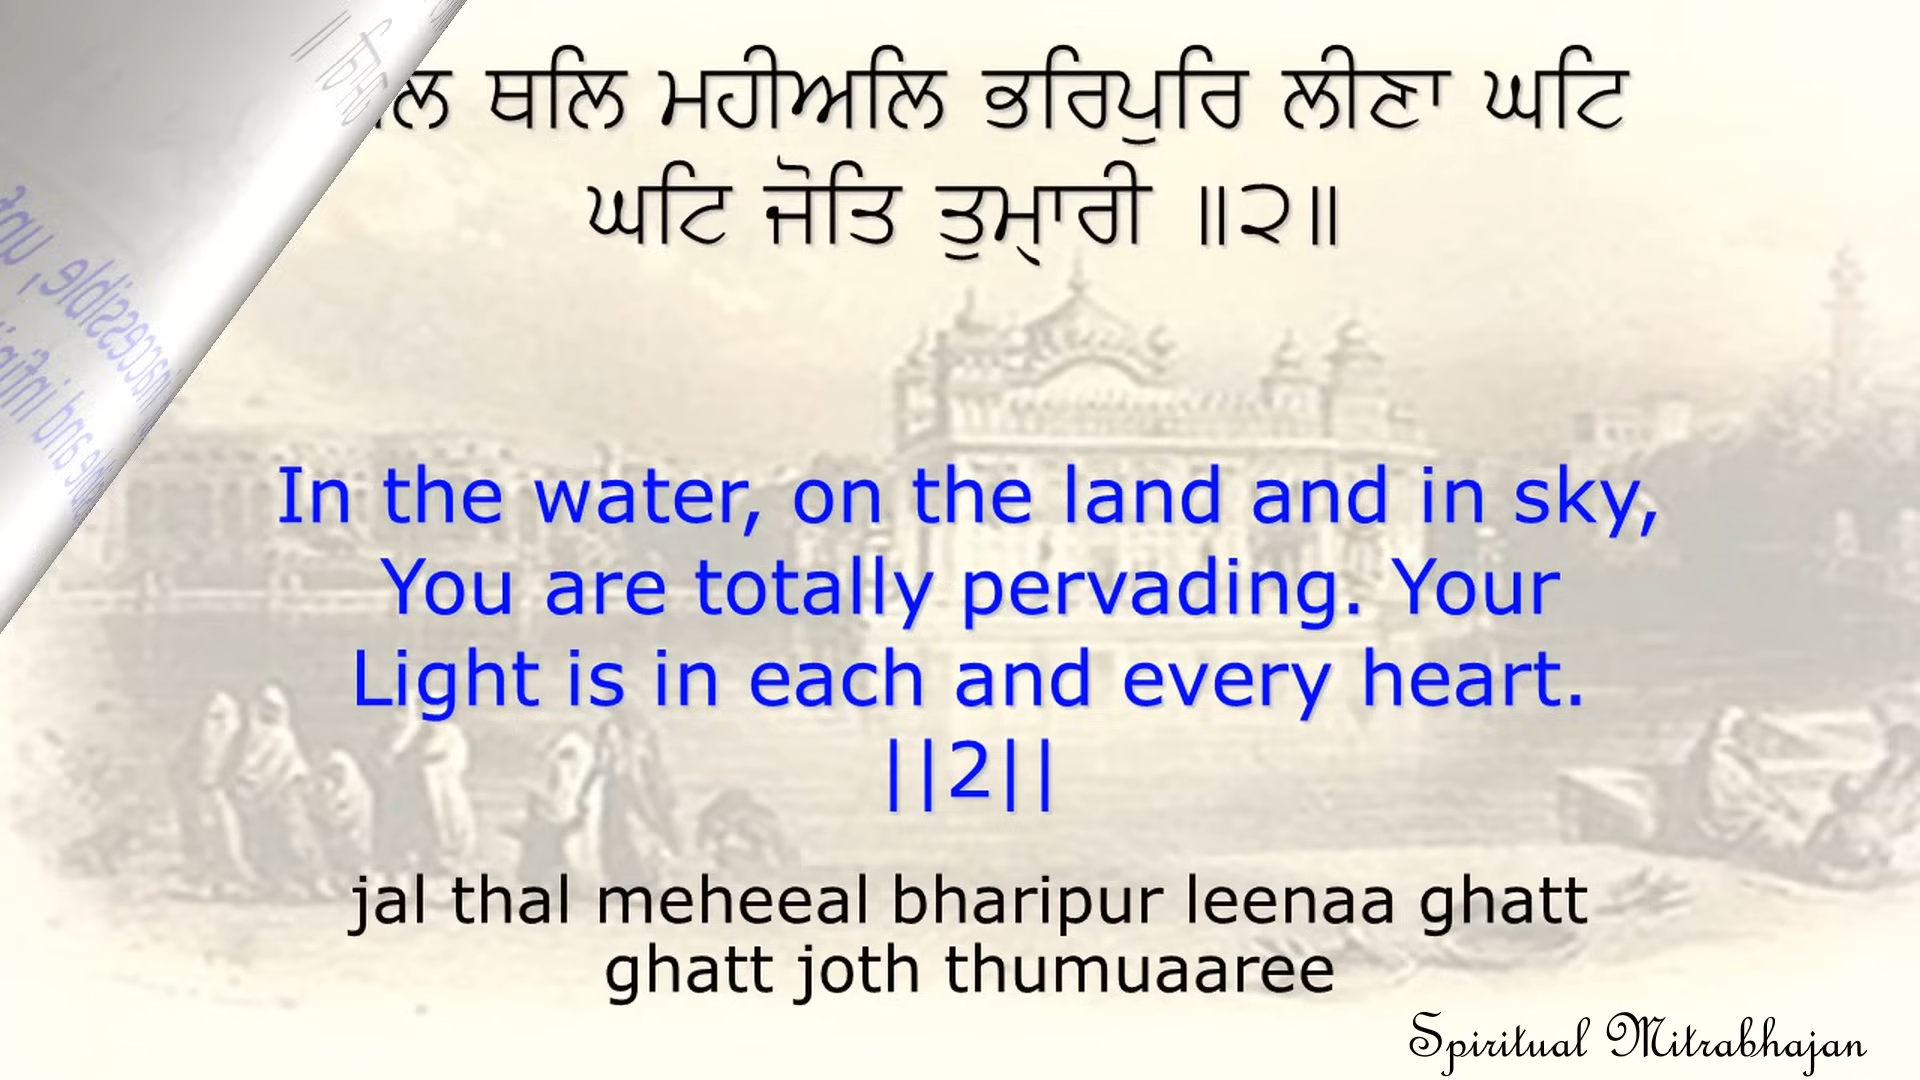 ਥਲਿ ਮਹੀਅਲਿ ਭਰਿਪੁਰਿ ਲੀਣਾ ਘਟਿ
ਘਟਿ ਜੋਤਿ ਤੁਮ੍ਹਾਰੀ ॥੨॥
In the water, on the land and in sky,
You are totally pervading. Your
Light is in each and every heart.
||2||
jal thal meheeal bharipur leenaa ghatt
ghatt joth thumuaaree
Spiritual Mitrabhajan